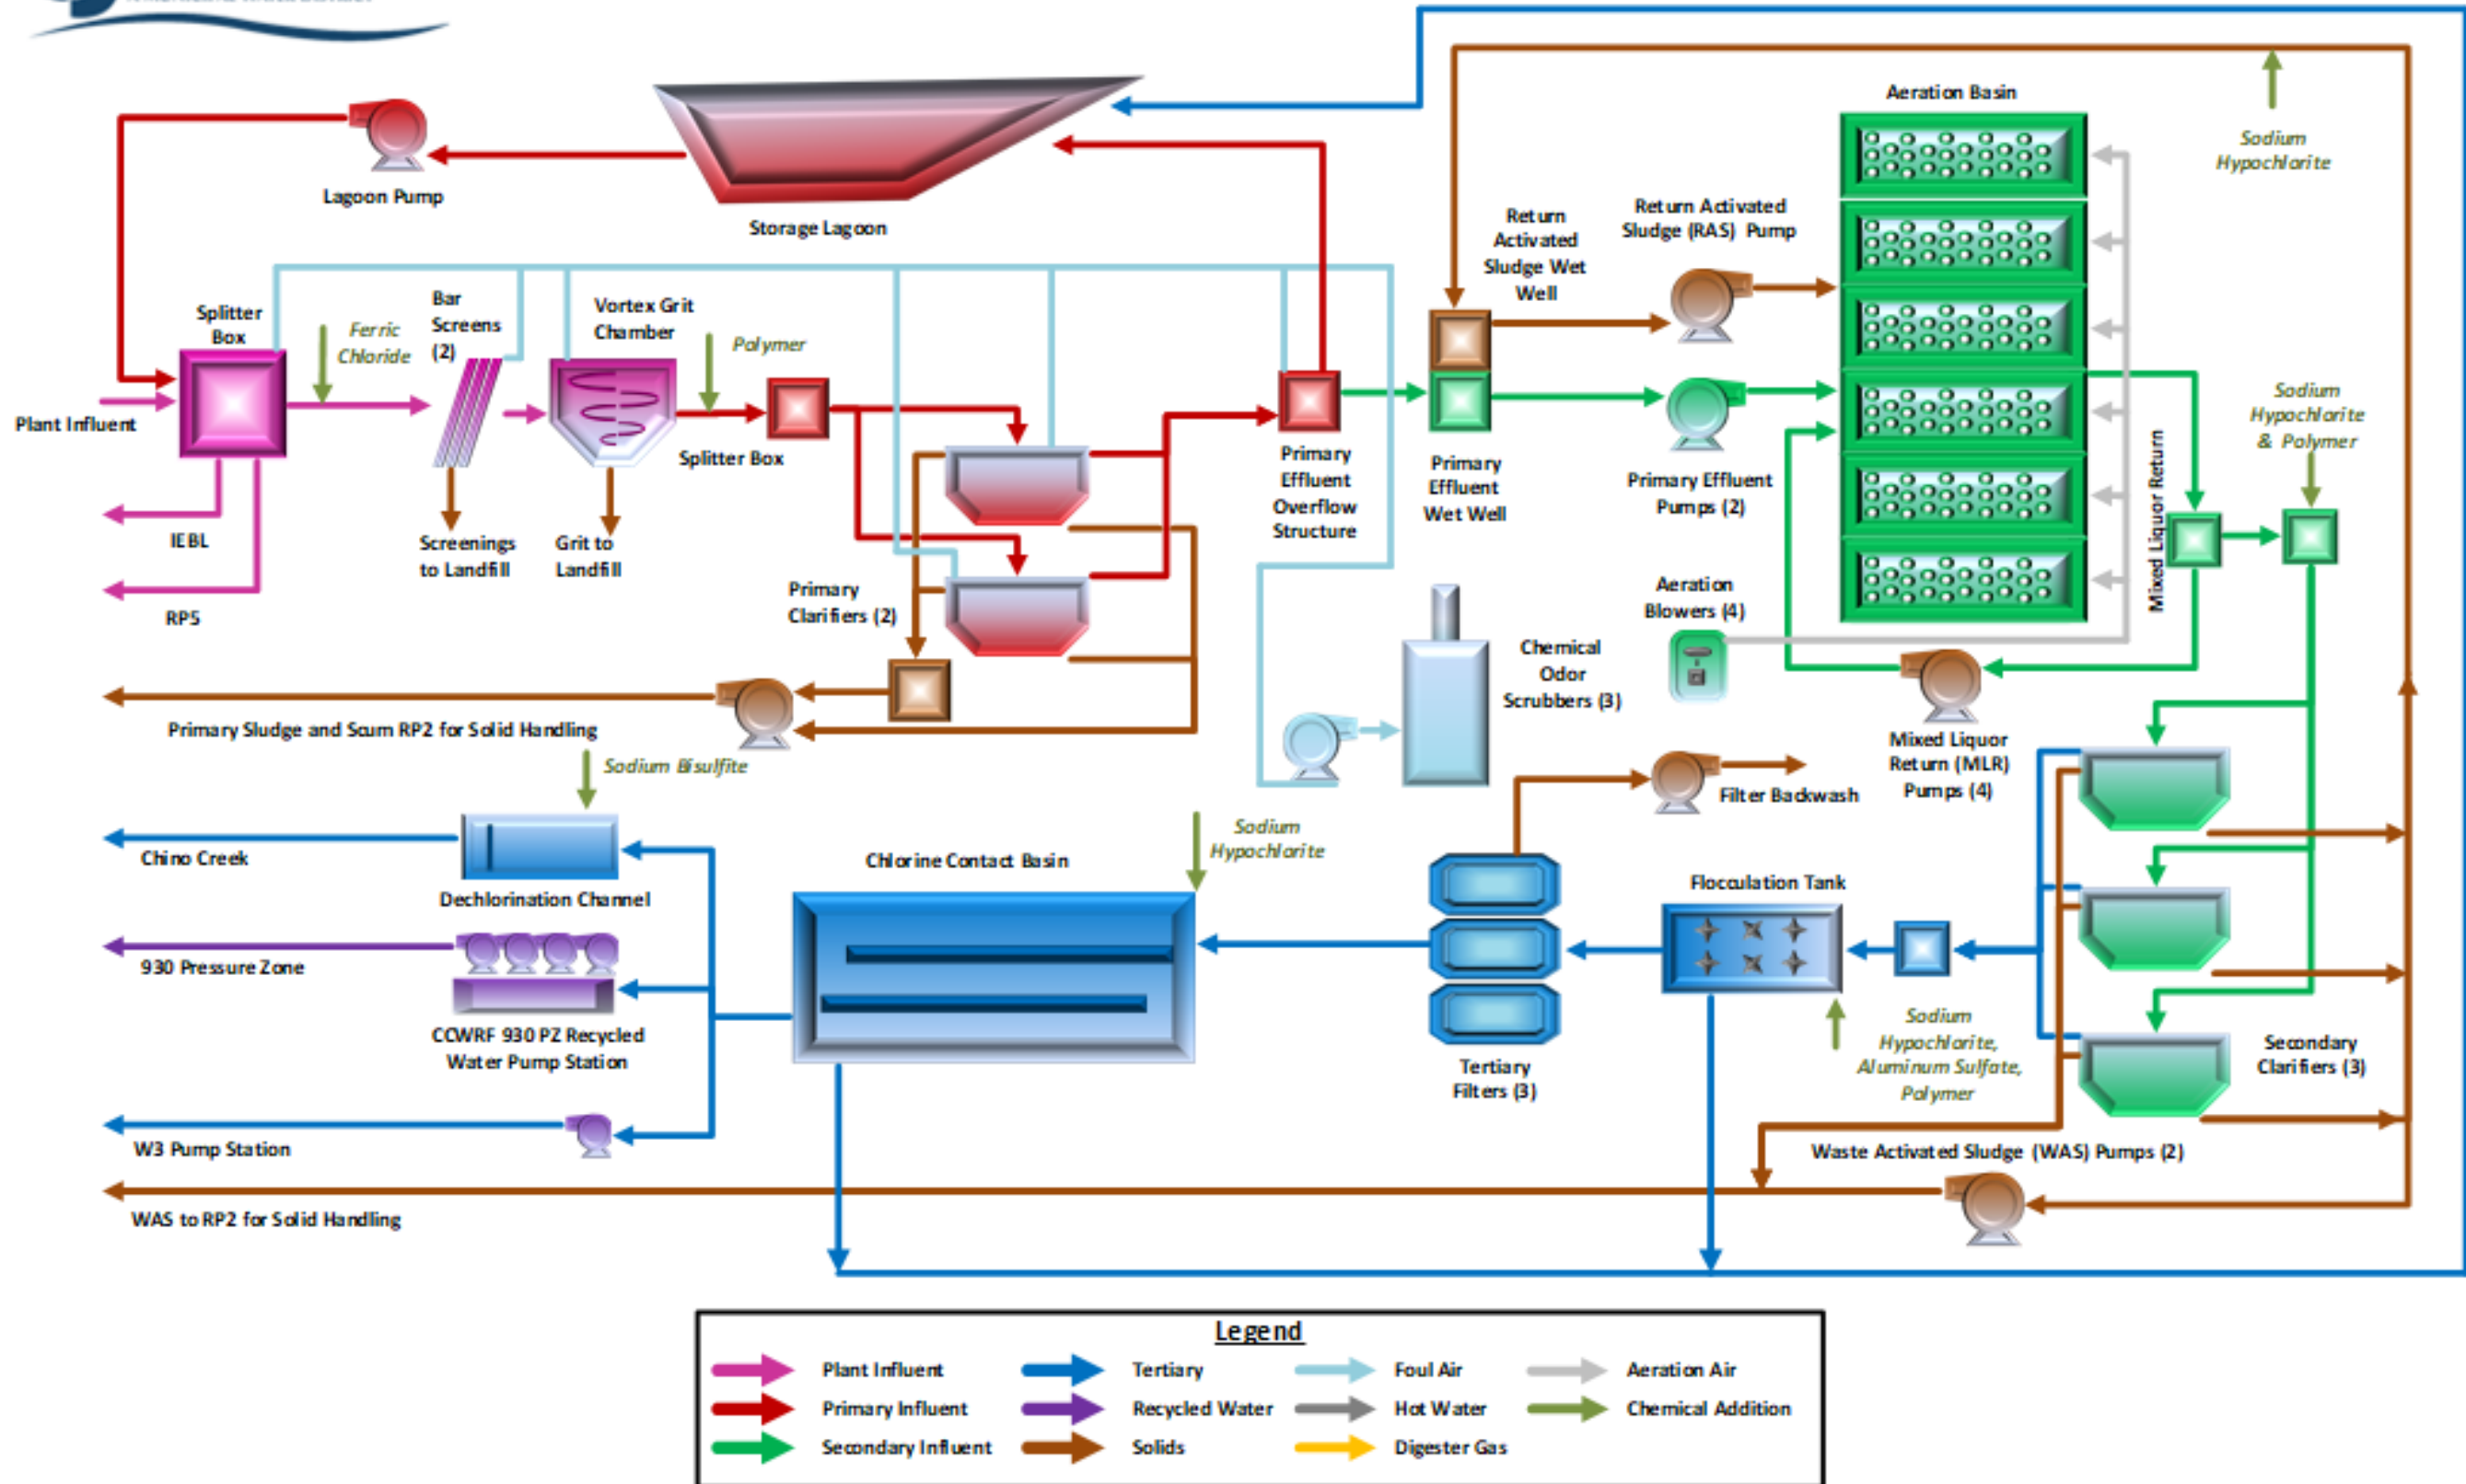 Aeration Basin
Sodium
Hypochlorite
Lagoon Pump
Storage Lagoon
Return
Activated
Sludge Wet
Well
Return Activated
Sludge (RAS) Pump
Splitter
Box
Ferric
Chloride
Bar
Screens
(2)
Vortex Grit
Chamber
Polymer
Plant Influent
Splitter Box
IEBL
RP5
Screenings
to Landfill
Grit to
Landfill
Primary
Clarifiers (2)
Primary
Effluent
Overflow
Structure
Primary
Effluent
Wet Well
Primary Effluent
Pumps (2)
Mixed Liquor Return
Sodium
Hypochlorite
& Polymer
Aeration
Blowers (4)
Chemical
Odor
Scrubbers (3)
Primary Sludge and Scum RP2 for Solid Handling
Mixed Liquor
Return (MLR)
Pumps (4)
Sodium Bisulfite
Filter Backwash
Chino Creek
Dechlorination Channel
Chlorine Contact Basin
Sodium
Hypochlorite
Flocculation Tank
930 Pressure Zone
CCWRF 930 PZ Recycled
Water Pump Station
Tertiary
Filters (3)
Sodium
Hypochlorite,
Aluminum Sulfate,
Polymer
Secondary
Clarifiers (3)
W3 Pump Station
Waste Activated Sludge (WAS) Pumps (2)
WAS to RP2 for Solid Handling
Legend
Plant Influent
Tertiary
Foul Air
Aeration Air
Primary Influent
Recycled Water
Hot Water
Chemical Addition
Secondary Influent
Solids
Digester Gas